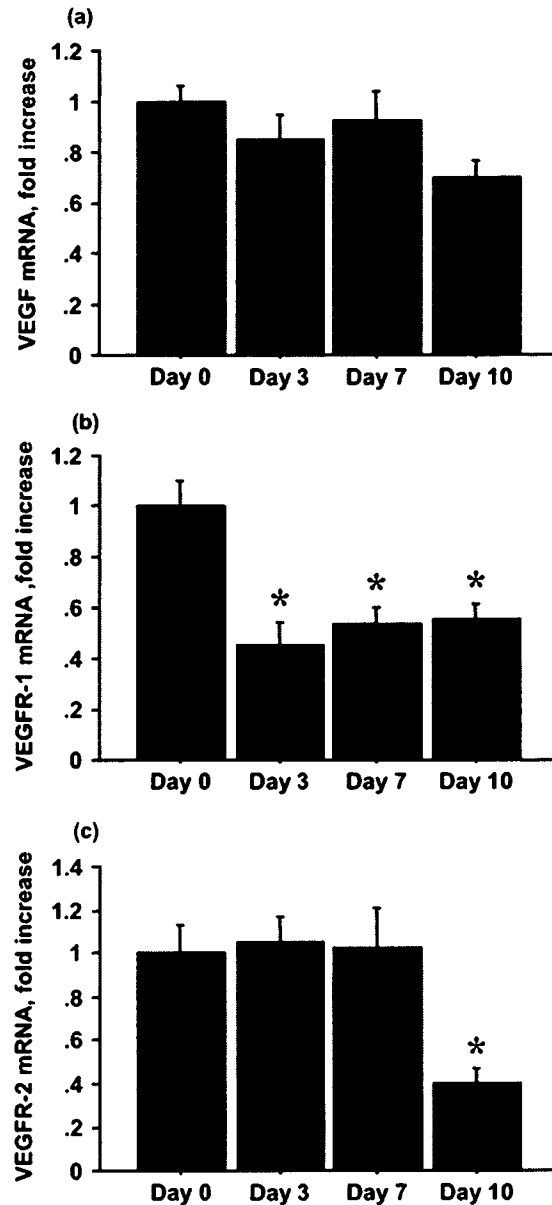 (a)
VEGF mRNA, fold increase
1.2
1
.8
.6
.4
.2
0
Day 0 Day 3 Day 7 Day 10
(b)
VEGFR-1 mRNA ,fold increase
1.2
1
.8
.6
.4
.2
0
* * *
Day 0 Day 3 Day 7 Day 10
(c)
VEGFR-2 mRNA, fold increase
1.4
1.2
1
.8
.6
.4
.2
0
*
Day 0 Day 3 Day 7 Day 10